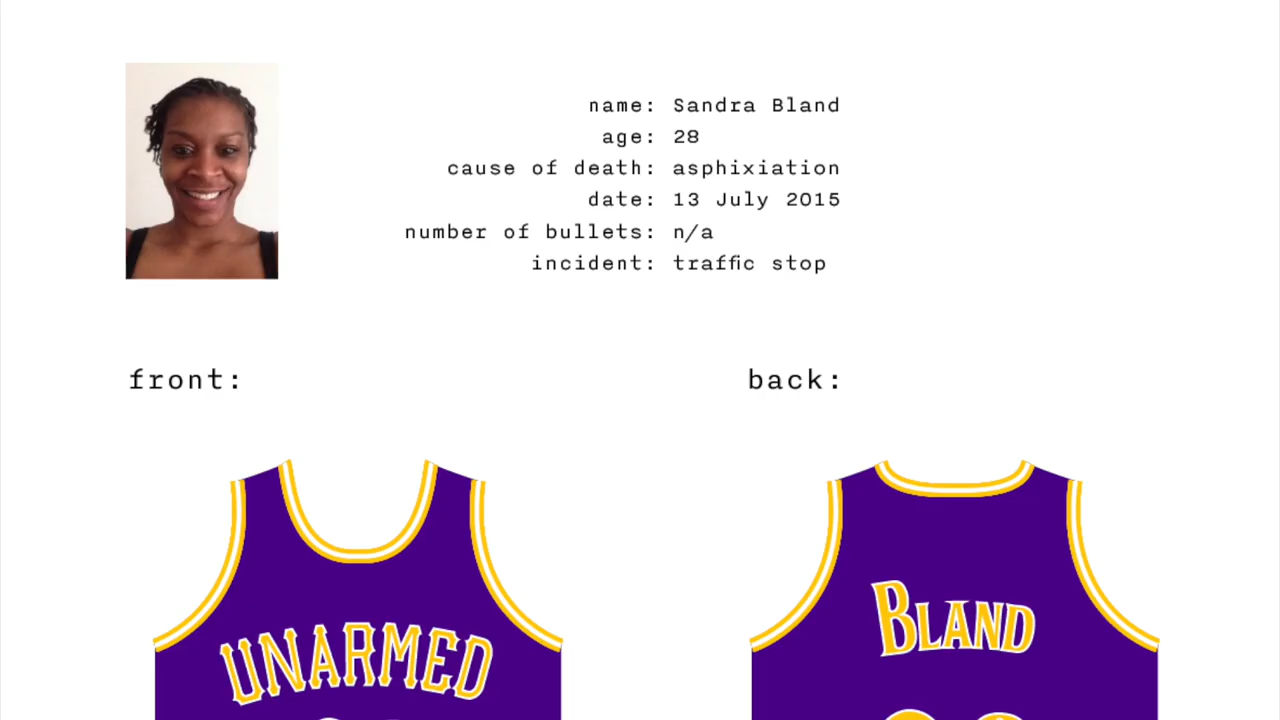 name: Sandra Bland
age: 28
cause of death: asphixiation
date: 13 July 2015
number of bullets: n/a
incident: traffic stop
front:
back:
UNARMED
BLAND